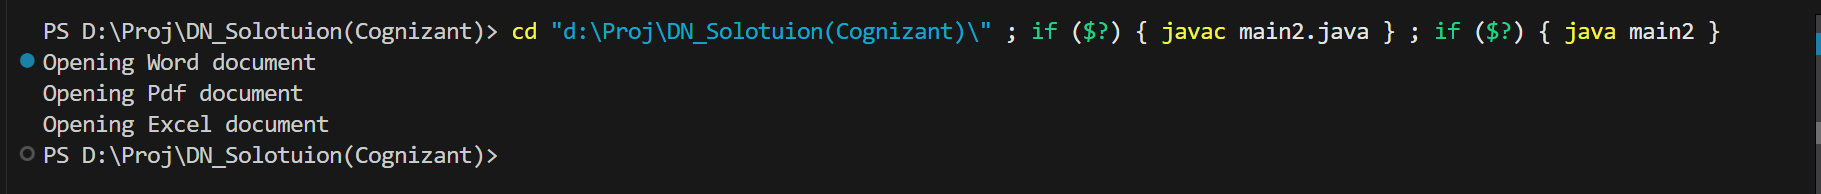 PS D:\Proj\DN_Solotuion(Cognizant)> cd "d:\Proj\DN_Solotuion(Cognizant)\" ; if ($?) { javac main2.java } ; if ($?) { java main2 }
Opening Word document
Opening Pdf document
Opening Excel document
PS D:\Proj\DN_Solotuion(Cognizant)>